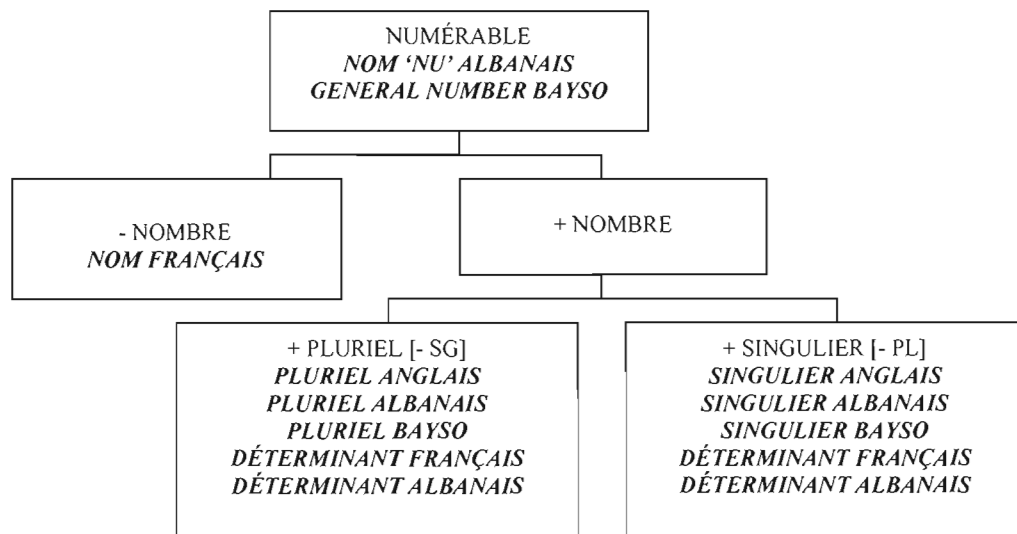 NUMÉRABLE
NOM ‘NU’ ALBANAIS
GENERAL NUMBER BAYSO
- NOMBRE
NOM FRANÇAIS
+ NOMBRE
+ PLURIEL [- SG]
PLURIEL ANGLAIS
PLURIEL ALBANAIS
PLURIEL BAYSO
DÉTERMINANT FRANÇAIS
DÉTERMINANT ALBANAIS
+ SINGULIER [- PL]
SINGULIER ANGLAIS
SINGULIER ALBANAIS
SINGULIER BAYSO
DÉTERMINANT FRANÇAIS
DÉTERMINANT ALBANAIS